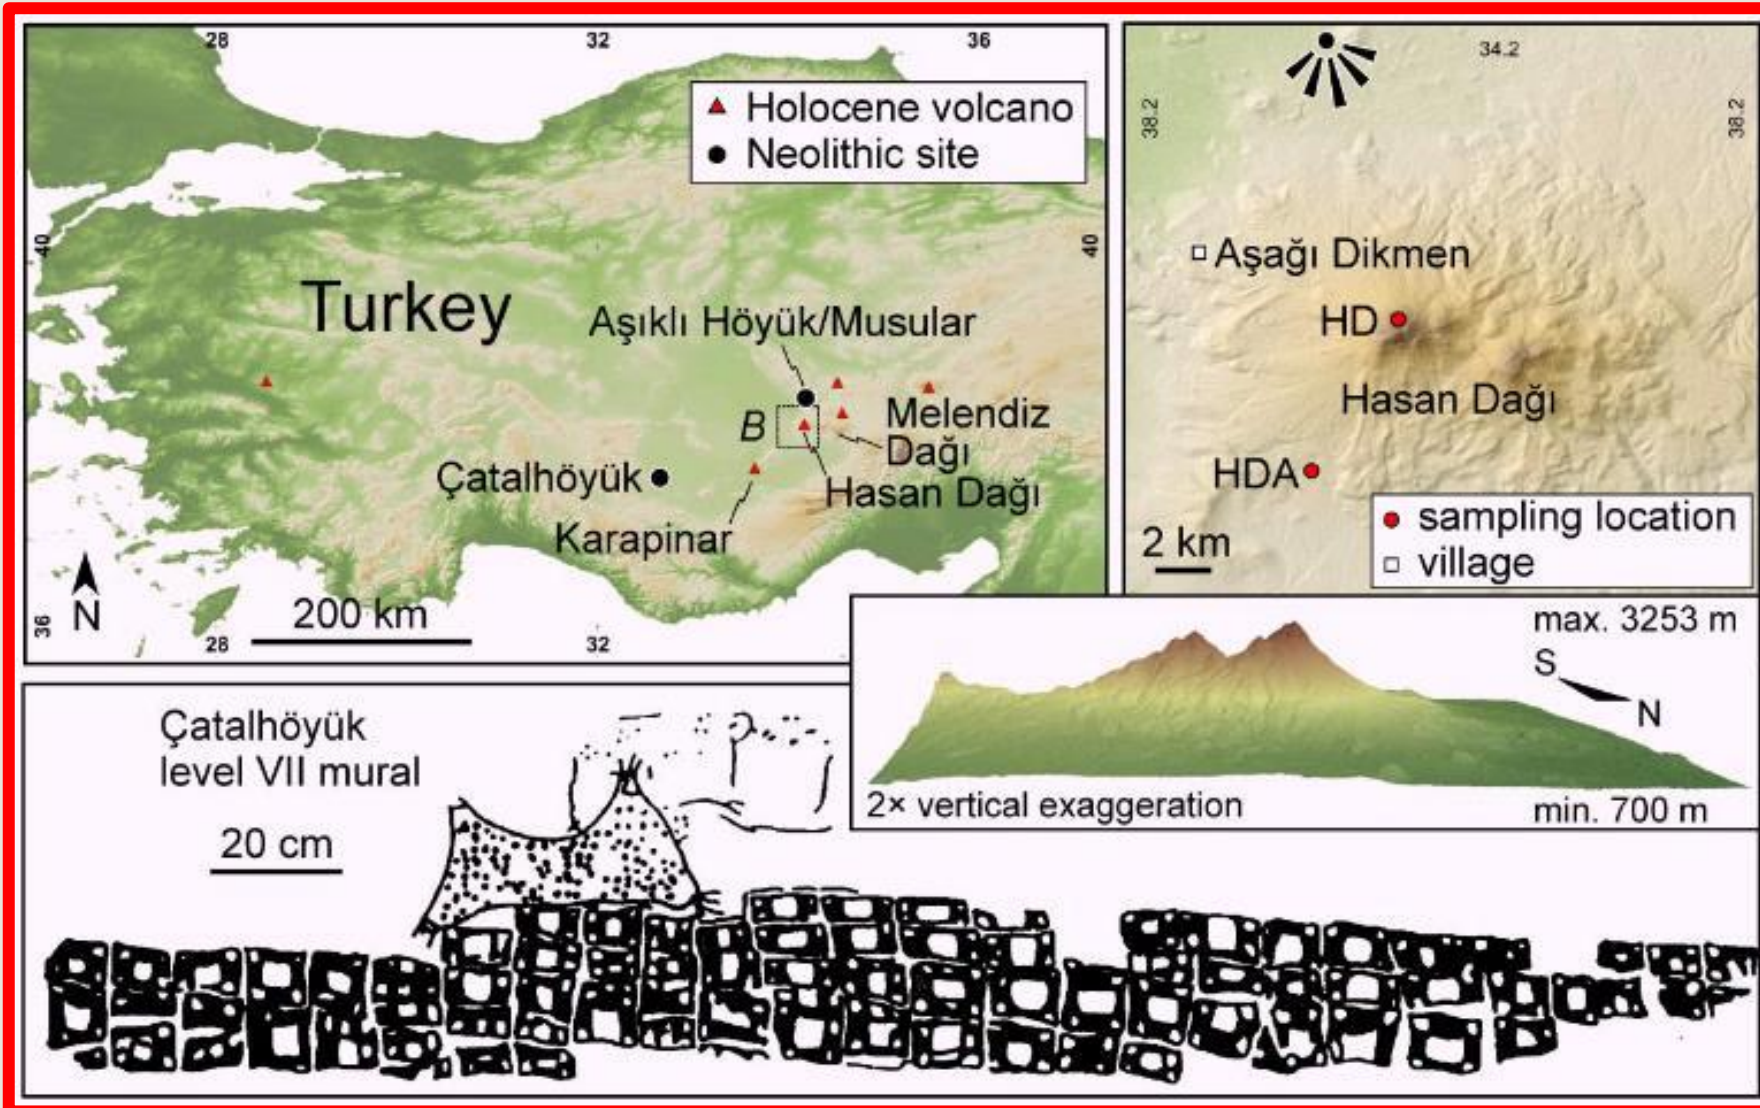 28
32
36
Holocene volcano
Neolithic site
40
40
Turkey
Aşıklı Höyük/Musular
B
Melendiz
Dağı
Çatalhöyük
Hasan Dağı
Karapinar
N
200 km
36
28
32
34.2
38.2
38.2
Aşağı Dikmen
HD
Hasan Dağı
HDA
sampling location
village
2 km
max. 3253 m
S
N
2× vertical exaggeration
min. 700 m
Çatalhöyük
level VII mural
20 cm